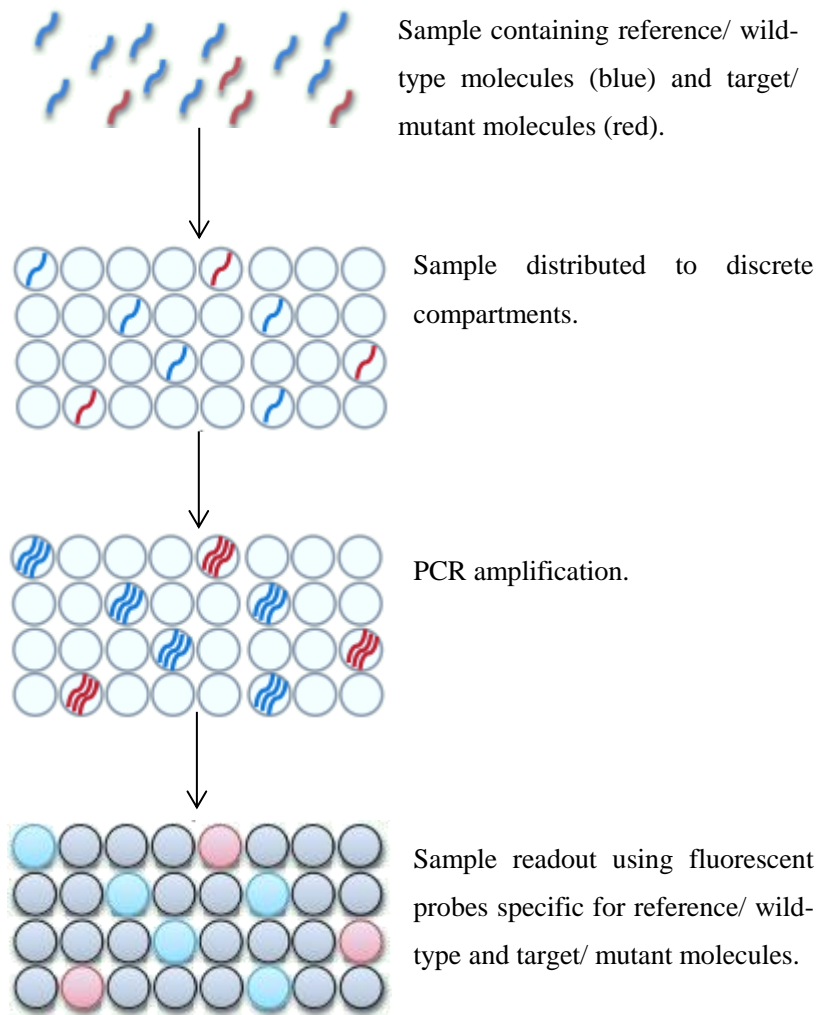 Sample containing reference/ wild-
type molecules (blue) and target/
mutant molecules (red).
Sample distributed to discrete
compartments.
PCR amplification.
Sample readout using fluorescent
probes specific for reference/ wild-
type and target/ mutant molecules.